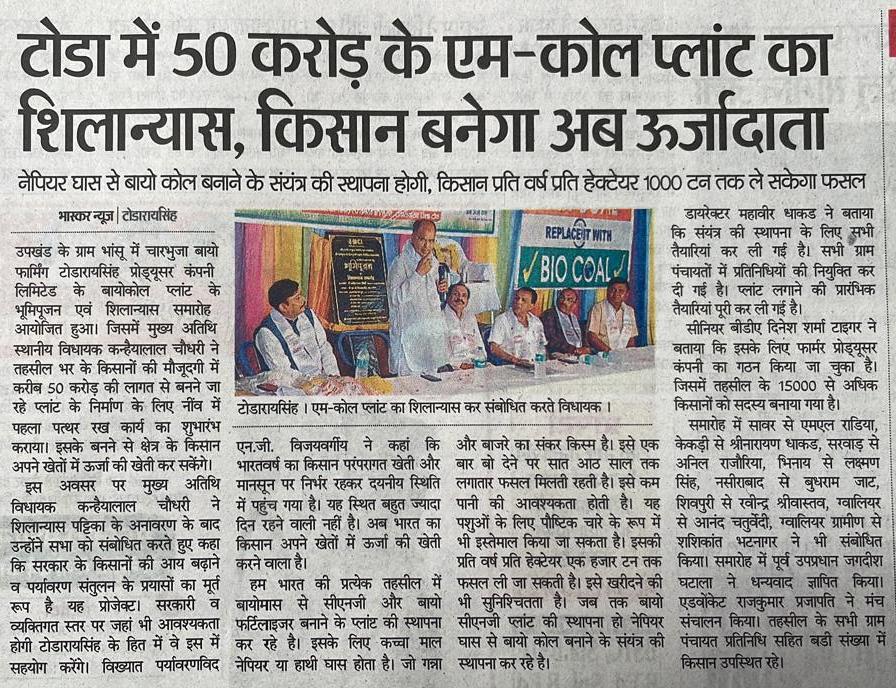 टोडा में 50 करोड़ के एम-कोल प्लांट का
शिलान्यास, किसान बनेगा अब ऊर्जादाता
नेपियर घास से बायो कोल बनाने के संयंत्र की स्थापना होगी, किसान प्रति वर्ष प्रति हेक्टेयर 1000 टन तक ले सकेगा फसल
भास्कर न्यूज | टोडारायसिंह
उपखंड के ग्राम भांसू में चारभुजा बायो
फार्मिंग टोडारायसिंह प्रोड्यूसर कंपनी
लिमिटेड के बायोकोल प्लांट के
भूमिपूजन एवं शिलान्यास समारोह
आयोजित हुआ। जिसमें मुख्य अतिथि
स्थानीय विधायक कन्हैयालाल चौधरी ने
तहसील भर के किसानों की मौजूदगी में
करीब 50 करोड़ की लागत से बनने जा
रहे प्लांट के निर्माण के लिए नींव में
पहला पत्थर रख कार्य का शुभारंभ
कराया। इसके बनने से क्षेत्र के किसान
अपने खेतों में ऊर्जा की खेती कर सकेंगे।
इस अवसर पर मुख्य अतिथि
विधायक कन्हैयालाल चौधरी ने
शिलान्यास पट्टिका के अनावरण के बाद
उन्होंने सभा को संबोधित करते हुए कहा
कि सरकार के किसानों की आय बढ़ाने
व पर्यावरण संतुलन के प्रयासों का मूर्त
रूप है यह प्रोजेक्ट। सरकारी व
व्यक्तिगत स्तर पर जहां भी आवश्यकता
होगी टोडारायसिंह के हित में वे इस में
सहयोग करेंगे। विख्यात पर्यावरणविद
EMCI
भूमिपूजन
REPLACE IT WITH
BIO COAL
टोडारायसिंह। एम-कोल प्लांट का शिलान्यास कर संबोधित करते विधायक।
एन.जी. विजयवर्गीय ने कहा कि
भारतवर्ष का किसान परंपरागत खेती और
मानसून पर निर्भर रहकर दयनीय स्थिति
में पहुंच गया है। यह स्थित बहुत ज्यादा
दिन रहने वाली नहीं है। अब भारत का
किसान अपने खेतों में ऊर्जा की खेती
करने वाला है।
हम भारत की प्रत्येक तहसील में
बायोमास से सीएनजी और बायो
फर्टिलाइजर बनाने के प्लांट की स्थापना
कर रहे है। इसके लिए कच्चा माल
नेपियर या हाथी घास होता है। जो गन्ना
और बाजरे का संकर किस्म है। इसे एक
बार बो देने पर सात आठ साल तक
लगातार फसल मिलती रहती है। इसे कम
पानी की आवश्यकता होती है। यह
पशुओं के लिए पौष्टिक चारे के रूप में
भी इस्तेमाल किया जा सकता है। इसकी
प्रति वर्ष प्रति हेक्टेयर एक हजार टन तक
फसल ली जा सकती है। इसे खरीदने की
भी सुनिश्चितता है। जब तक बायो
सीएनजी प्लांट की स्थापना हो नेपियर
घास से बायो कोल बनाने के संयंत्र की
स्थापना कर रहे है।
डायरेक्टर महावीर धाकड ने बताया
कि संयंत्र की स्थापना के लिए सभी
तैयारियां कर ली गई है। सभी ग्राम
पंचायतों में प्रतिनिधियों की नियुक्ति कर
दी गई है। प्लांट लगाने की प्रारंभिक
तैयारियां पूरी कर ली गई है।
सीनियर बीडीए दिनेश शर्मा टाइगर ने
बताया कि इसके लिए फार्मर प्रोड्यूसर
कंपनी का गठन किया जा चुका है।
जिसमें तहसील के 15000 से अधिक
किसानों को सदस्य बनाया गया है।
समारोह में सावर से एमएल राडिया,
केकड़ी से श्रीनारायण धाकड, सरवाड़ से
अनिल राजौरिया, भिनाय से लक्ष्मण
सिंह, नसीराबाद से बुधराम जाट,
शिवपुरी से रवीन्द्र श्रीवास्तव, ग्वालियर
से आनंद चतुर्वेदी, ग्वालियर ग्रामीण से
शशिकांत भटनागर ने भी संबोधित
किया। समारोह में पूर्व उपप्रधान जगदीश
घटाला ने धन्यवाद ज्ञापित किया।
एडवोकेट राजकुमार प्रजापति ने मंच
संचालन किया। तहसील के सभी ग्राम
पंचायत प्रतिनिधि सहित बडी संख्या में
किसान उपस्थित रहे।